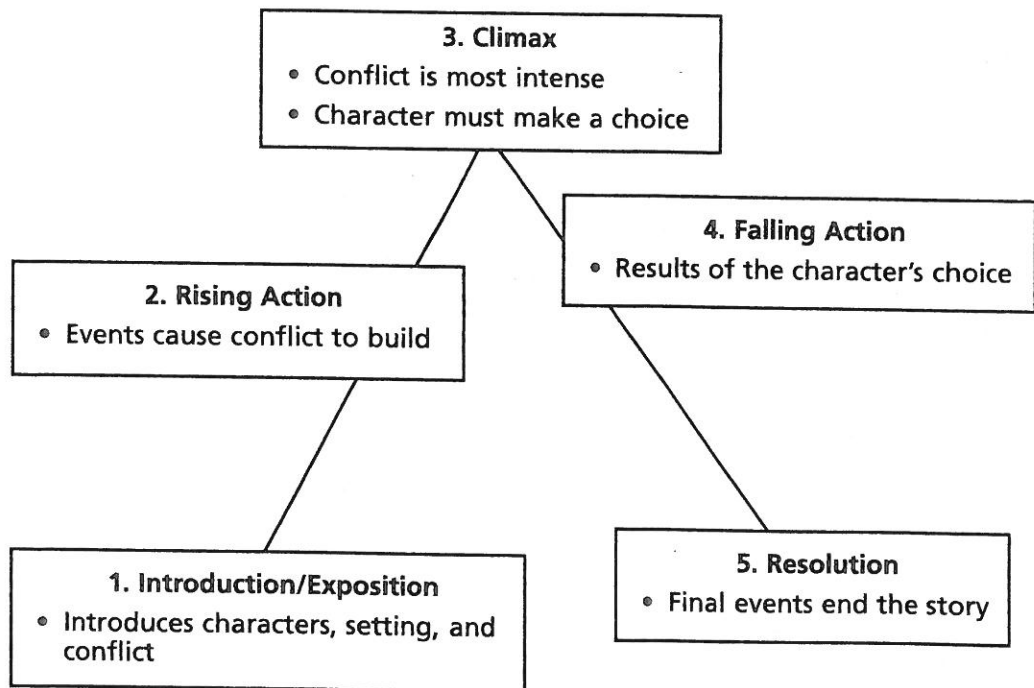 3. Climax
• Conflict is most intense
• Character must make a choice
4. Falling Action
• Results of the character's choice
2. Rising Action
• Events cause conflict to build
1. Introduction/Exposition
• Introduces characters, setting, and
conflict
5. Resolution
• Final events end the story